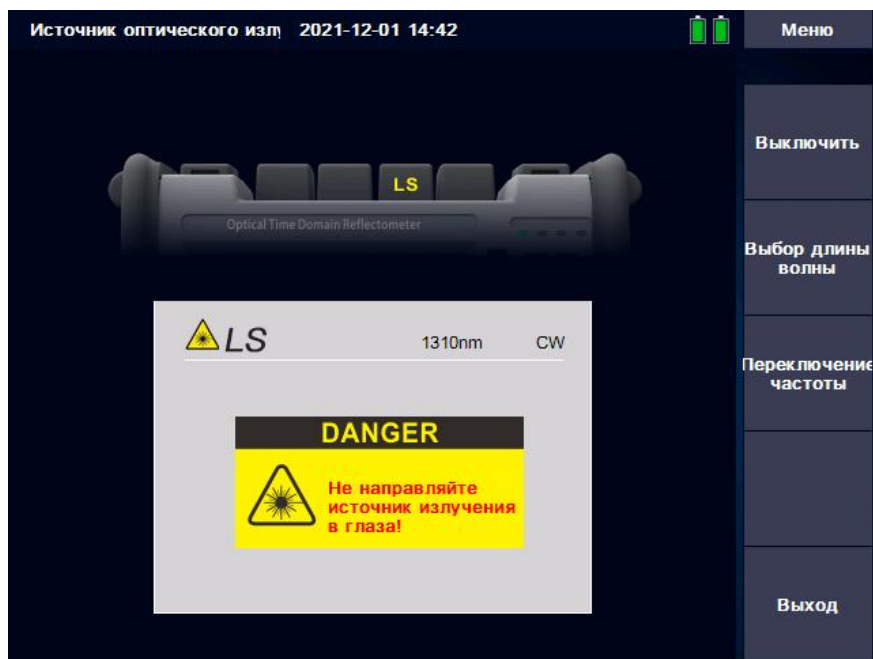 Источник оптического изл 2021-12-01 14:42
Меню
Выключить
LS
Optical Time Domain Reflectometer
Выбор длины
волны
LS 1310nm CW
Переключение
частоты
DANGER
Не направляйте
источник излучения
в глаза!
Выход